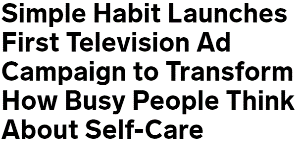 Simple Habit Launches
First Television Ad
Campaign to Transform
How Busy People Think
About Self-Care